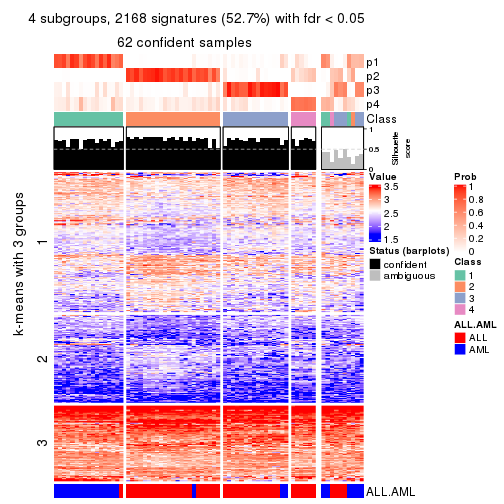 4 subgroups, 2168 signatures (52.7%) with fdr < 0.05
62 confident samples
p1
p2
p3
p4
Class
1
0.5
0
Silhouette
score
k-means with 3 groups
1
2
3
ALL.AML
Value
3.5
3
2.5
2
1.5
Status (barplots)
confident
ambiguous
Prob
1
0.8
0.6
0.4
0.2
0
Class
1
2
3
4
ALL.AML
ALL
AML